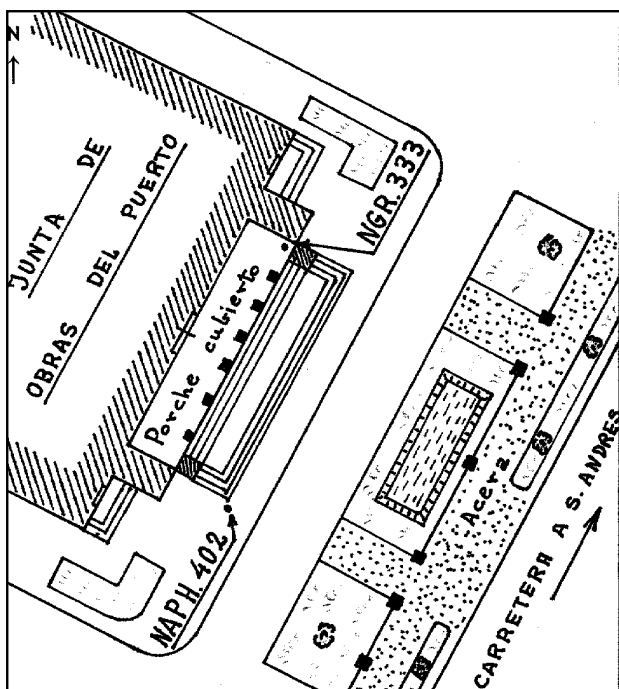 N
JUNTA DE
OBRAS DEL PUERTO
Porche cubierto
NGR.333
NAPH.402
Acera
CARRETERA A S. ANDRES